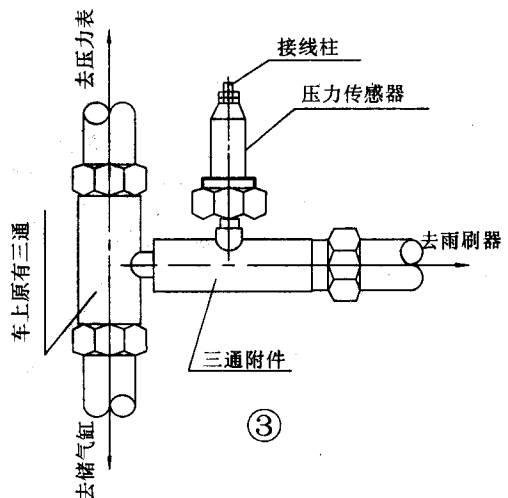 去压力表
接线柱
压力传感器
去雨刷器
车上原有三通
三通附件
去储气缸
③